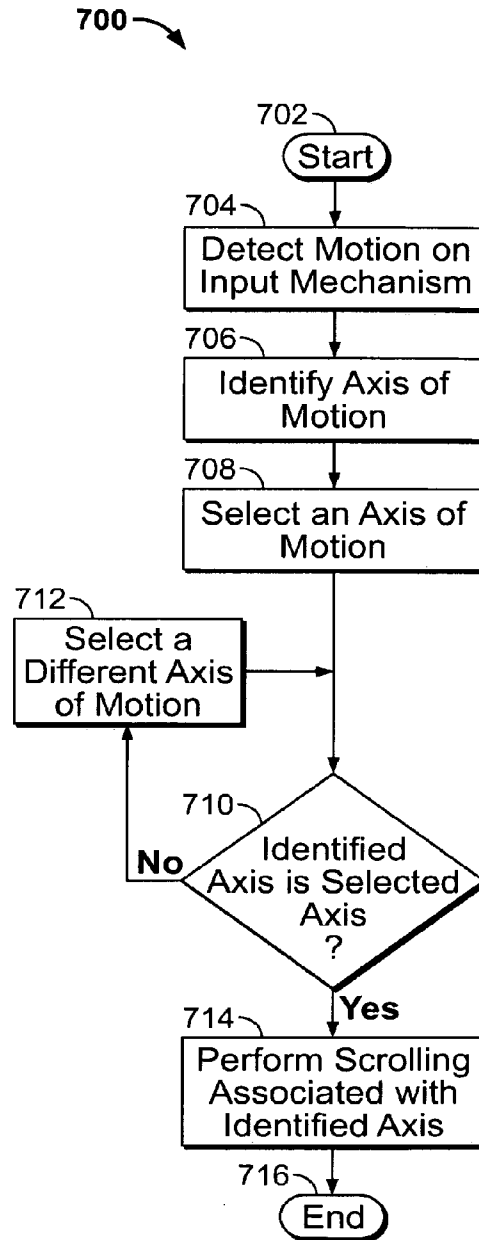 700
702
Start
704
Detect Motion on
Input Mechanism
706
Identify Axis of
Motion
708
Select an Axis of
Motion
712
Select a
Different Axis
of Motion
710
No
Identified
Axis is Selected
Axis
?
Yes
714
Perform Scrolling
Associated with
Identified Axis
716
End